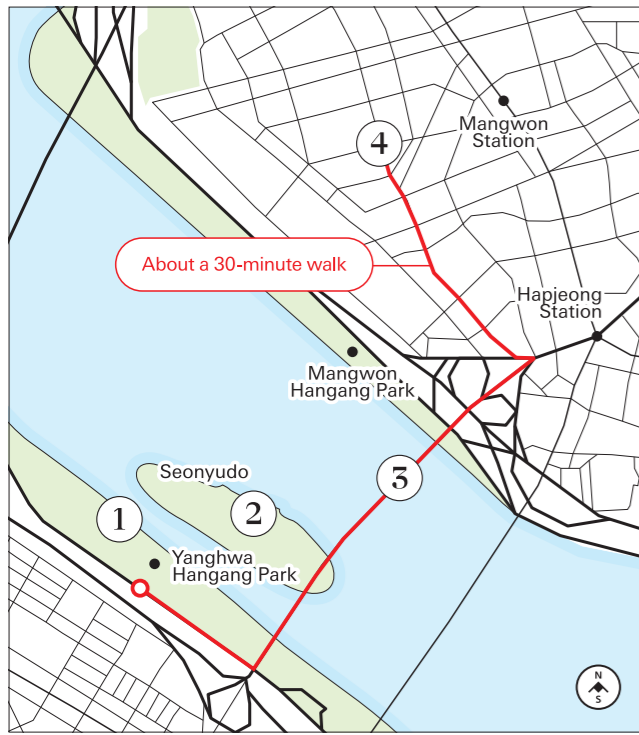 4
Mangwon
Station
About a 30-minute walk
Hapjeong
Station
Mangwon
Hangang Park
Seonyudo
3
1
2
Yanghwa
Hangang Park
N
S